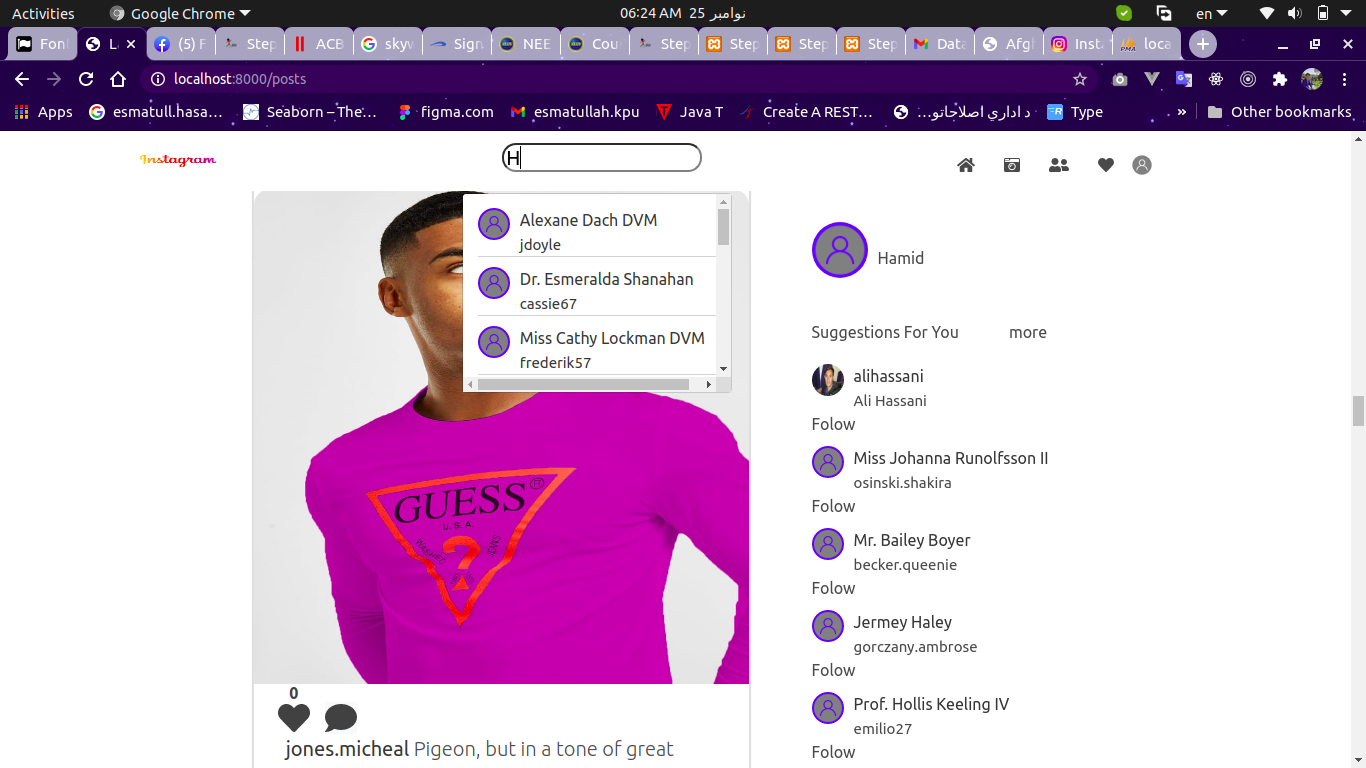 Activities Google Chrome 06:24 AM نوامبر 25 en
Font (5) F Step ACB skyw Signa NEE Cou Step Step Step Step Data Afgh Insta loca
localhost:8000/posts
Apps esmatull.hasa... Seaborn – The... figma.com esmatullah.kpu Java T Create A REST... د اداري اصلاحاتو... Type » Other bookmarks
Instagram
H
Alexane Dach DVM
jdoyle
Dr. Esmeralda Shanahan
cassie67
Miss Cathy Lockman DVM
frederik57
GUESS ®
U.S.A.
WASHED JEANS
?
0
jones.micheal Pigeon, but in a tone of great
Hamid
Suggestions For You more
alihassani
Ali Hassani
Folow
Miss Johanna Runolfsson II
osinski.shakira
Folow
Mr. Bailey Boyer
becker.queenie
Folow
Jermey Haley
gorczany.ambrose
Folow
Prof. Hollis Keeling IV
emilio27
Folow